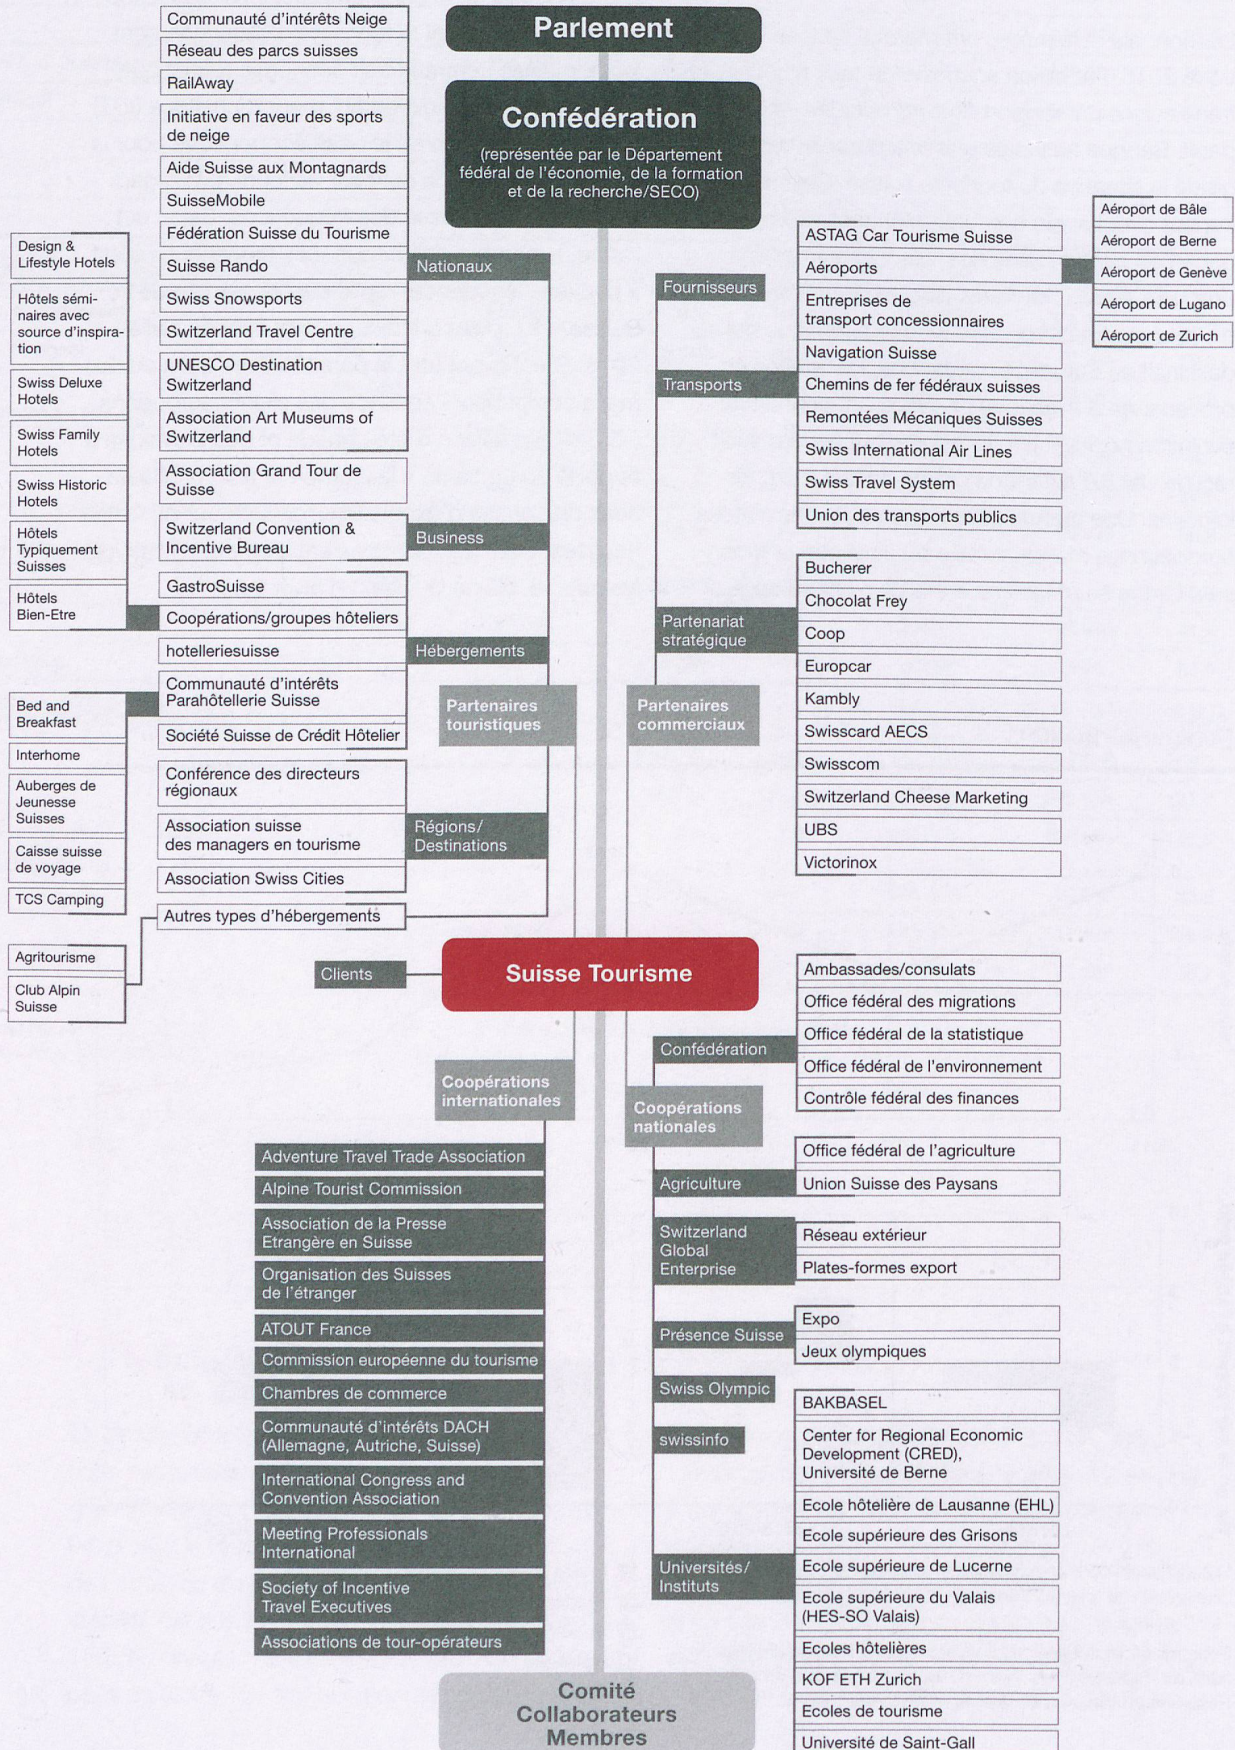 Parlement
Confédération
(représentée par le Département
fédéral de l'économie, de la formation
et de la recherche/SECO)
Communauté d'intérêts Neige
Réseau des parcs suisses
RailAway
Initiative en faveur des sports
de neige
Aide Suisse aux Montagnards
SuisseMobile
Fédération Suisse du Tourisme
Suisse Rando
Swiss Snowsports
Switzerland Travel Centre
UNESCO Destination
Switzerland
Association Art Museums of
Switzerland
Association Grand Tour de
Suisse
Nationaux
Switzerland Convention &
Incentive Bureau
Business
GastroSuisse
Coopérations/groupes hôteliers
hotelleriesuisse
Communauté d'intérêts
Parahôtellerie Suisse
Société Suisse de Crédit Hôtelier
Hébergements
Design &
Lifestyle Hotels
Hôtels sémi-
naires avec
source d'inspira-
tion
Swiss Deluxe
Hotels
Swiss Family
Hotels
Swiss Historic
Hotels
Hôtels
Typiquement
Suisses
Hôtels
Bien-Etre
Bed and
Breakfast
Interhome
Auberges de
Jeunesse
Suisses
Caisse suisse
de voyage
TCS Camping
Conférence des directeurs
régionaux
Association suisse
des managers en tourisme
Association Swiss Cities
Régions/
Destinations
Autres types d'hébergements
Agritourisme
Club Alpin
Suisse
Partenaires
touristiques
Partenaires
commerciaux
Fournisseurs
Transports
ASTAG Car Tourisme Suisse
Aéroports
Entreprises de
transport concessionnaires
Navigation Suisse
Chemins de fer fédéraux suisses
Remontées Mécaniques Suisses
Swiss International Air Lines
Swiss Travel System
Union des transports publics
Aéroport de Bâle
Aéroport de Berne
Aéroport de Genève
Aéroport de Lugano
Aéroport de Zurich
Partenariat
stratégique
Bucherer
Chocolat Frey
Coop
Europcar
Kambly
Swisscard AECS
Swisscom
Switzerland Cheese Marketing
UBS
Victorinox
Clients
Suisse Tourisme
Coopérations
internationales
Adventure Travel Trade Association
Alpine Tourist Commission
Association de la Presse
Etrangère en Suisse
Organisation des Suisses
de l'étranger
ATOUT France
Commission européenne du tourisme
Chambres de commerce
Communauté d'intérêts DACH
(Allemagne, Autriche, Suisse)
International Congress and
Convention Association
Meeting Professionals
International
Society of Incentive
Travel Executives
Associations de tour-opérateurs
Coopérations
nationales
Confédération
Ambassades/consulats
Office fédéral des migrations
Office fédéral de la statistique
Office fédéral de l'environnement
Contrôle fédéral des finances
Agriculture
Office fédéral de l'agriculture
Union Suisse des Paysans
Switzerland
Global
Enterprise
Réseau extérieur
Plates-formes export
Présence Suisse
Expo
Jeux olympiques
Swiss Olympic
swissinfo
Universités/
Instituts
BAKBASEL
Center for Regional Economic
Development (CRED),
Université de Berne
Ecole hôtelière de Lausanne (EHL)
Ecole supérieure des Grisons
Ecole supérieure de Lucerne
Ecole supérieure du Valais
(HES-SO Valais)
Ecoles hôtelières
KOF ETH Zurich
Ecoles de tourisme
Université de Saint-Gall
Comité
Collaborateurs
Membres